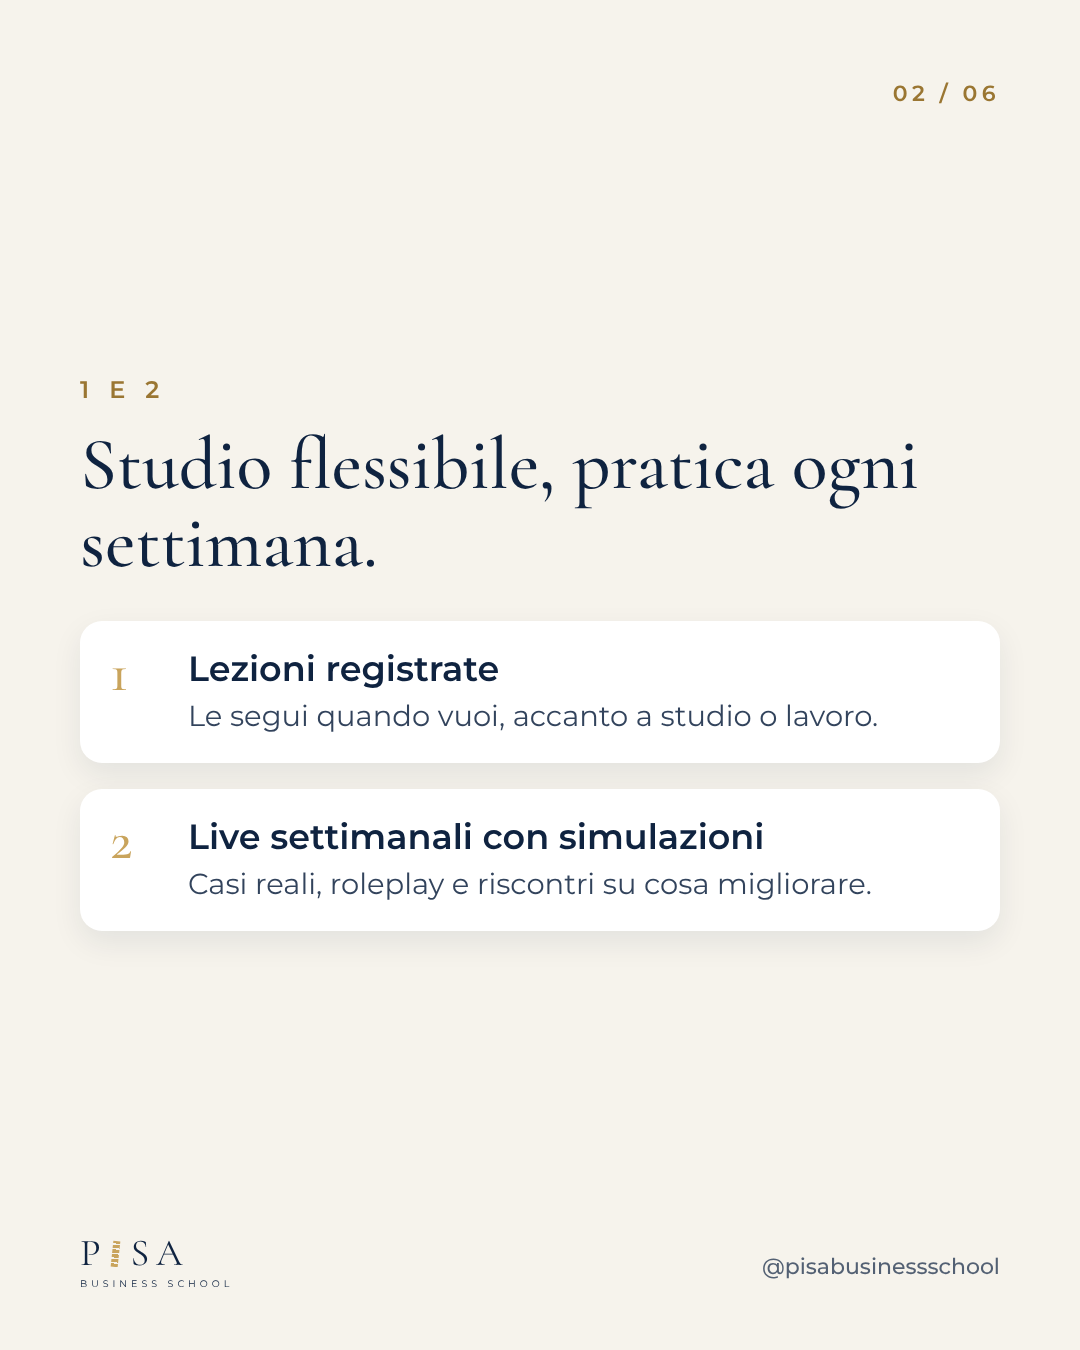 02 / 06
1 E 2
Studio flessibile, pratica ogni
settimana.
1
Lezioni registrate
Le segui quando vuoi, accanto a studio o lavoro.
2
Live settimanali con simulazioni
Casi reali, roleplay e riscontri su cosa migliorare.
PISA
BUSINESS SCHOOL
@pisabusinessschool